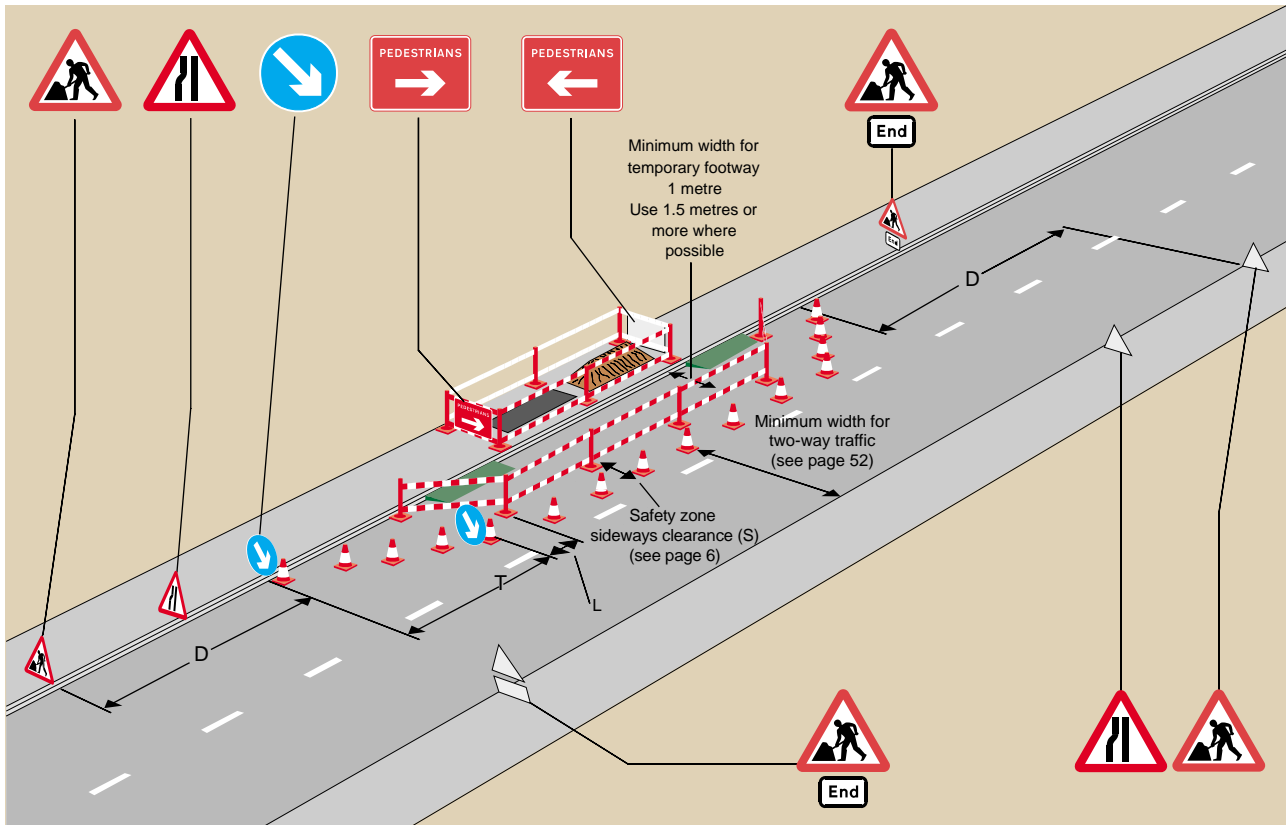 PEDESTRIANS
PEDESTRIANS
End
Minimum width for
temporary footway
1 metre
Use 1.5 metres or
more where
possible
End
D
PEDESTRIANS
Minimum width for
two-way traffic
(see page 52)
Safety zone
sideways clearance (S)
(see page 6)
T
L
D
End